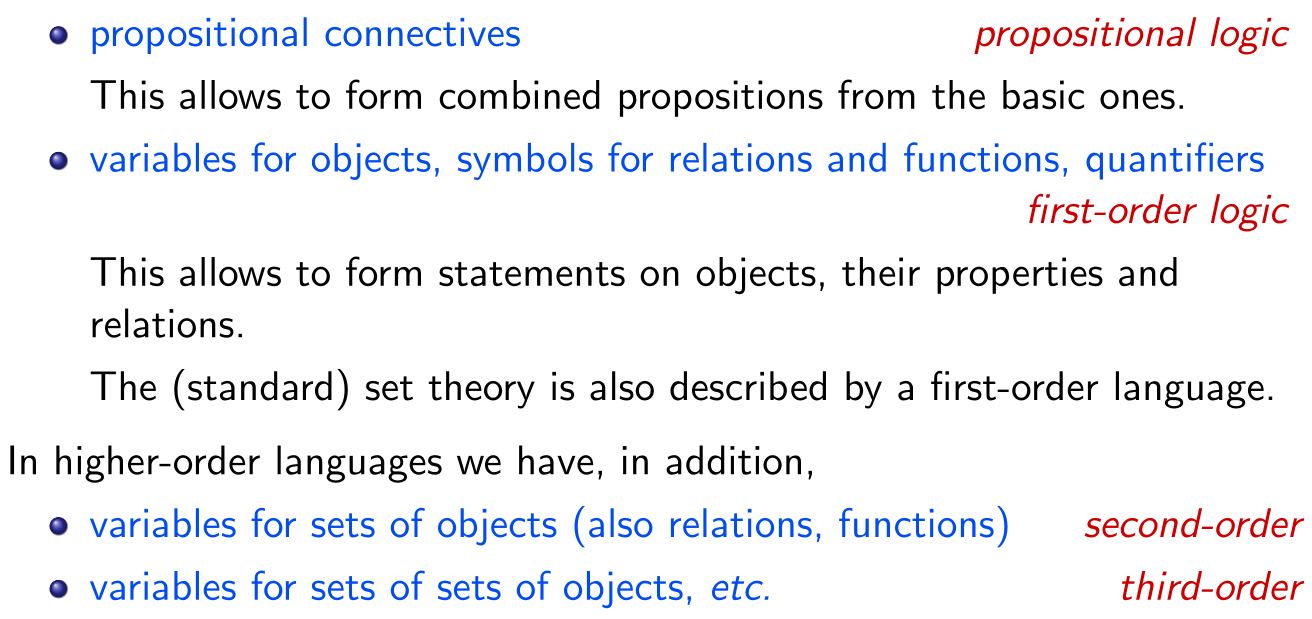 propositional connectives propositional logic
This allows to form combined propositions from the basic ones.
variables for objects, symbols for relations and functions, quantifiers
first-order logic
This allows to form statements on objects, their properties and
relations.
The (standard) set theory is also described by a first-order language.
In higher-order languages we have, in addition,
variables for sets of objects (also relations, functions) second-order
variables for sets of sets of objects, etc. third-order